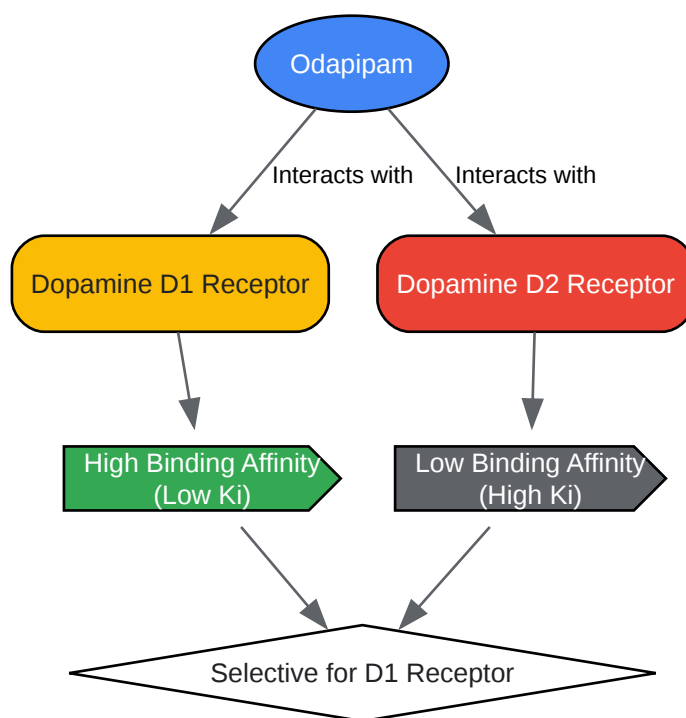 Odapipam
Interacts with
Interacts with
Dopamine D1 Receptor
Dopamine D2 Receptor
High Binding Affinity
(Low Ki)
Low Binding Affinity
(High Ki)
Selective for D1 Receptor